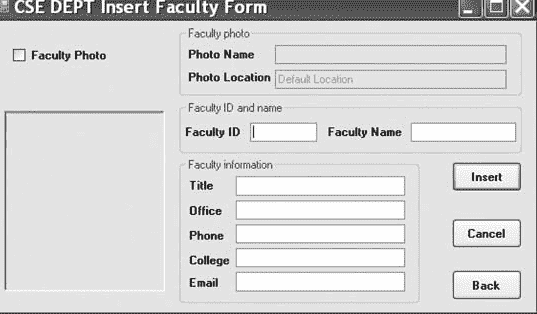 CSE DEPT Insert Faculty Form
Faculty Photo
Faculty photo
Photo Name
Photo Location Default Location
Faculty ID and name
Faculty ID Faculty Name
Faculty information
Title
Office
Phone
College
Email
Insert
Cancel
Back